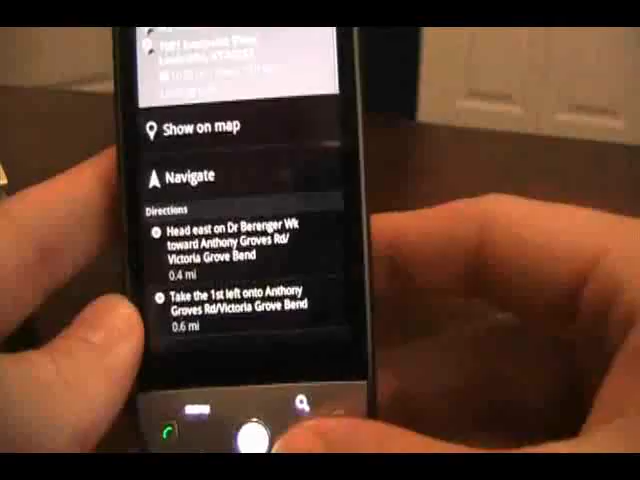 Show on map
Navigate
Directions
Head east on Dr Berenger Wk
toward Anthony Groves Rd/
Victoria Grove Bend
0.4 mi
Take the 1st left onto Anthony
Groves Rd/Victoria Grove Bend
0.6 mi